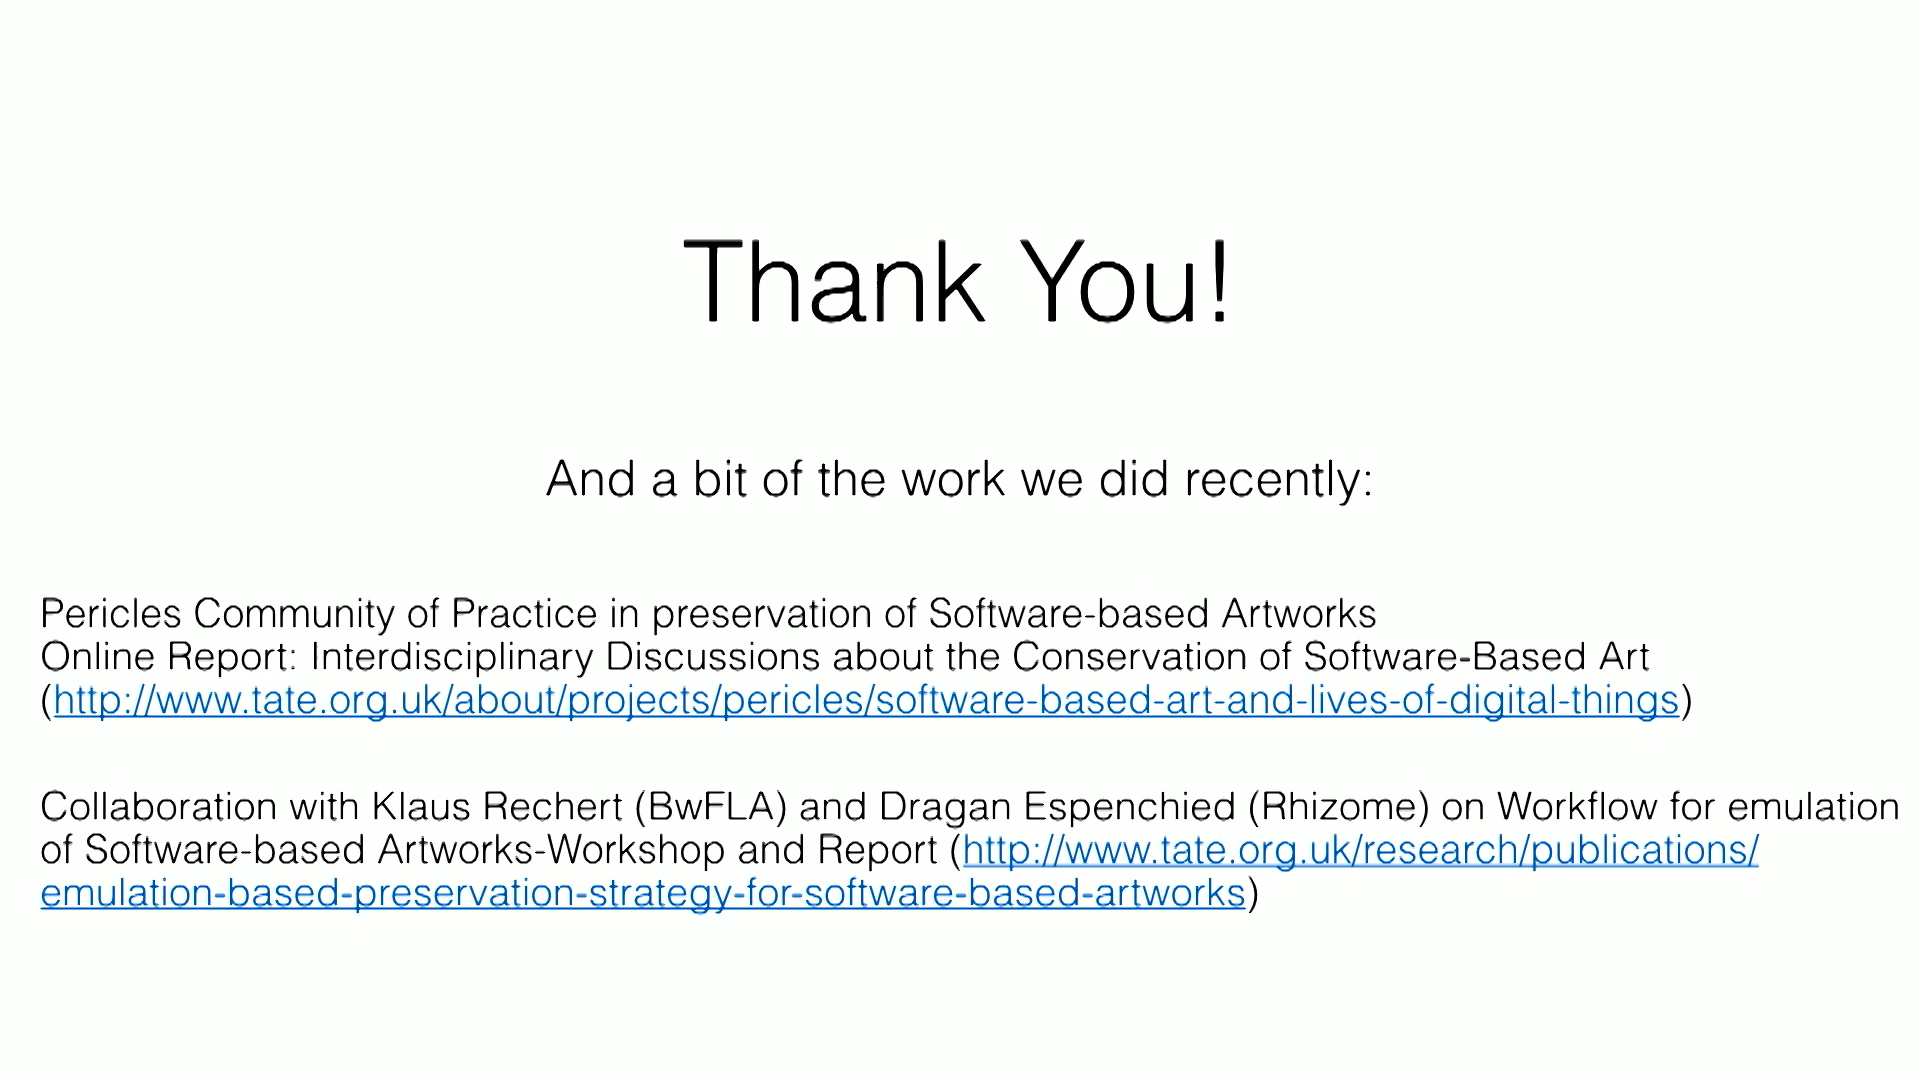 Thank You!
And a bit of the work we did recently:
Pericles Community of Practice in preservation of Software-based Artworks
Online Report: Interdisciplinary Discussions about the Conservation of Software-Based Art
(http://www.tate.org.uk/about/projects/pericles/software-based-art-and-lives-of-digital-things)
Collaboration with Klaus Rechert (BwFLA) and Dragan Espenchied (Rhizome) on Workflow for emulation
of Software-based Artworks-Workshop and Report (http://www.tate.org.uk/research/publications/
emulation-based-preservation-strategy-for-software-based-artworks)